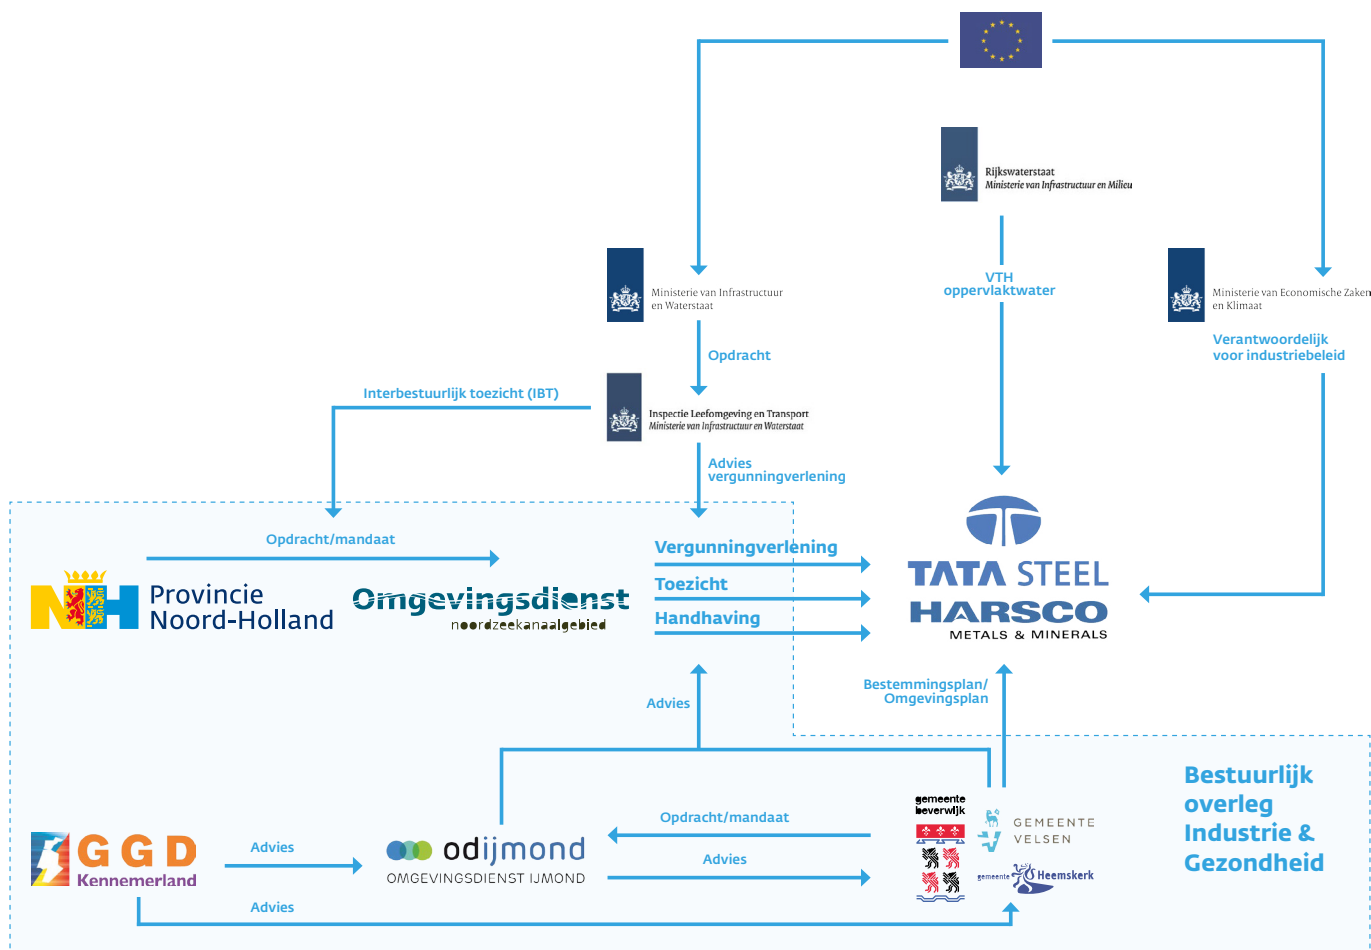 Rijkswaterstaat
Ministerie van Infrastructuur en Milieu
Ministerie van Infrastructuur
en Waterstaat
VTH
oppervlaktwater
Ministerie van Economische Zaken
en Klimaat
Verantwoordelijk
voor industriebeleid
Opdracht
Interbestuurlijk toezicht (IBT)
Inspectie Leefomgeving en Transport
Ministerie van Infrastructuur en Waterstaat
Advies
vergunningverlening
Opdracht/mandaat
NH
Provincie
Noord-Holland
Omgevingsdienst
noordzeekanaalgebied
Vergunningverlening
Toezicht
Handhaving
TATA STEEL
HARSCO
METALS & MINERALS
Advies
Bestemmingsplan/
Omgevingsplan
Bestuurlijk
overleg
Industrie &
Gezondheid
GGD
Kennemerland
Advies
odijmond
OMGEVINGSDIENST IJMOND
Opdracht/mandaat
Advies
gemeente
beverwijk
GEMEENTE
VELSEN
gemeente Heemskerk
Advies